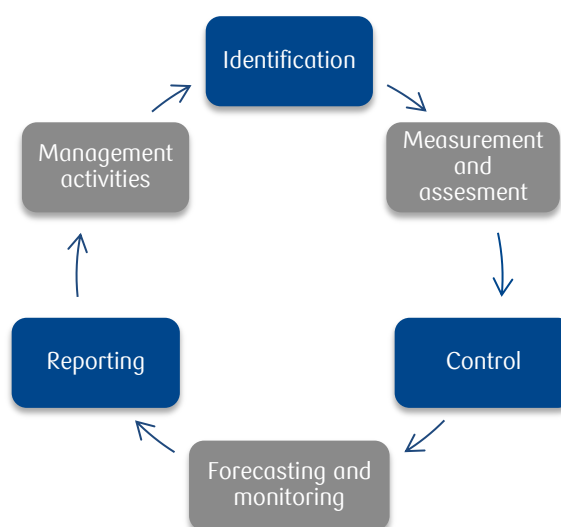 Identification
Management
activities
Measurement
and
assesment
Reporting
Control
Forecasting and
monitoring